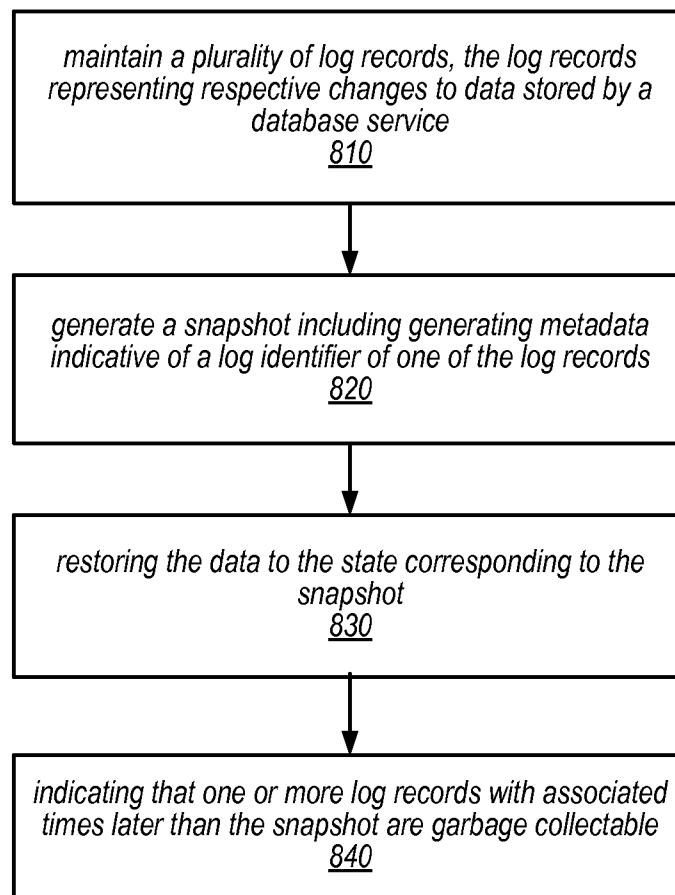 maintain a plurality of log records, the log records
representing respective changes to data stored by a
database service
810
generate a snapshot including generating metadata
indicative of a log identifier of one of the log records
820
restoring the data to the state corresponding to the
snapshot
830
indicating that one or more log records with associated
times later than the snapshot are garbage collectable
840